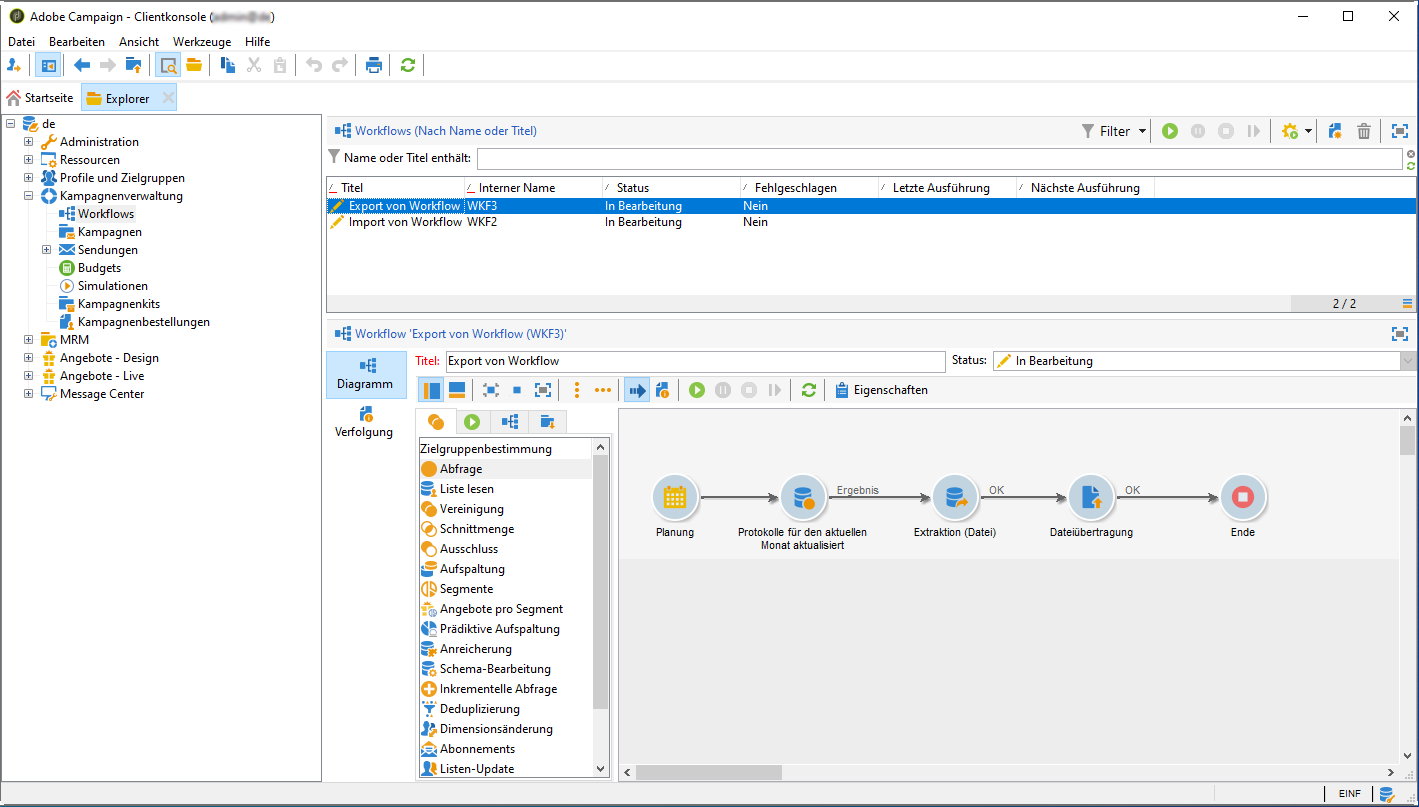 Adobe Campaign - Clientkonsole (
Datei Bearbeiten Ansicht Werkzeuge Hilfe
Startseite Explorer
de
Administration
Ressourcen
Profile und Zielgruppen
Kampagnenverwaltung
Workflows
Kampagnen
Sendungen
Budgets
Simulationen
Kampagnenkits
Kampagnenbestellungen
MRM
Angebote - Design
Angebote - Live
Message Center
Workflows (Nach Name oder Titel)
Filter
Name oder Titel enthält:
Titel Interner Name Status Fehlgeschlagen Letzte Ausführung Nächste Ausführung
Export von Workflow WKF3 In Bearbeitung Nein
Import von Workflow WKF2 In Bearbeitung Nein
2 / 2
Workflow 'Export von Workflow (WKF3)'
Diagramm
Verfolgung
Titel: Export von Workflow Status: In Bearbeitung
Eigenschaften
Zielgruppenbestimmung
Abfrage
Liste lesen
Vereinigung
Schnittmenge
Ausschluss
Aufspaltung
Segmente
Angebote pro Segment
Prädiktive Aufspaltung
Anreicherung
Schema-Bearbeitung
Inkrementelle Abfrage
Deduplizierung
Dimensionsänderung
Abonnements
Listen-Update
Ergebnis OK OK
Planung
Protokolle für den aktuellen
Monat aktualisiert
Extraktion (Datei)
Dateiübertragung
Ende
EINF